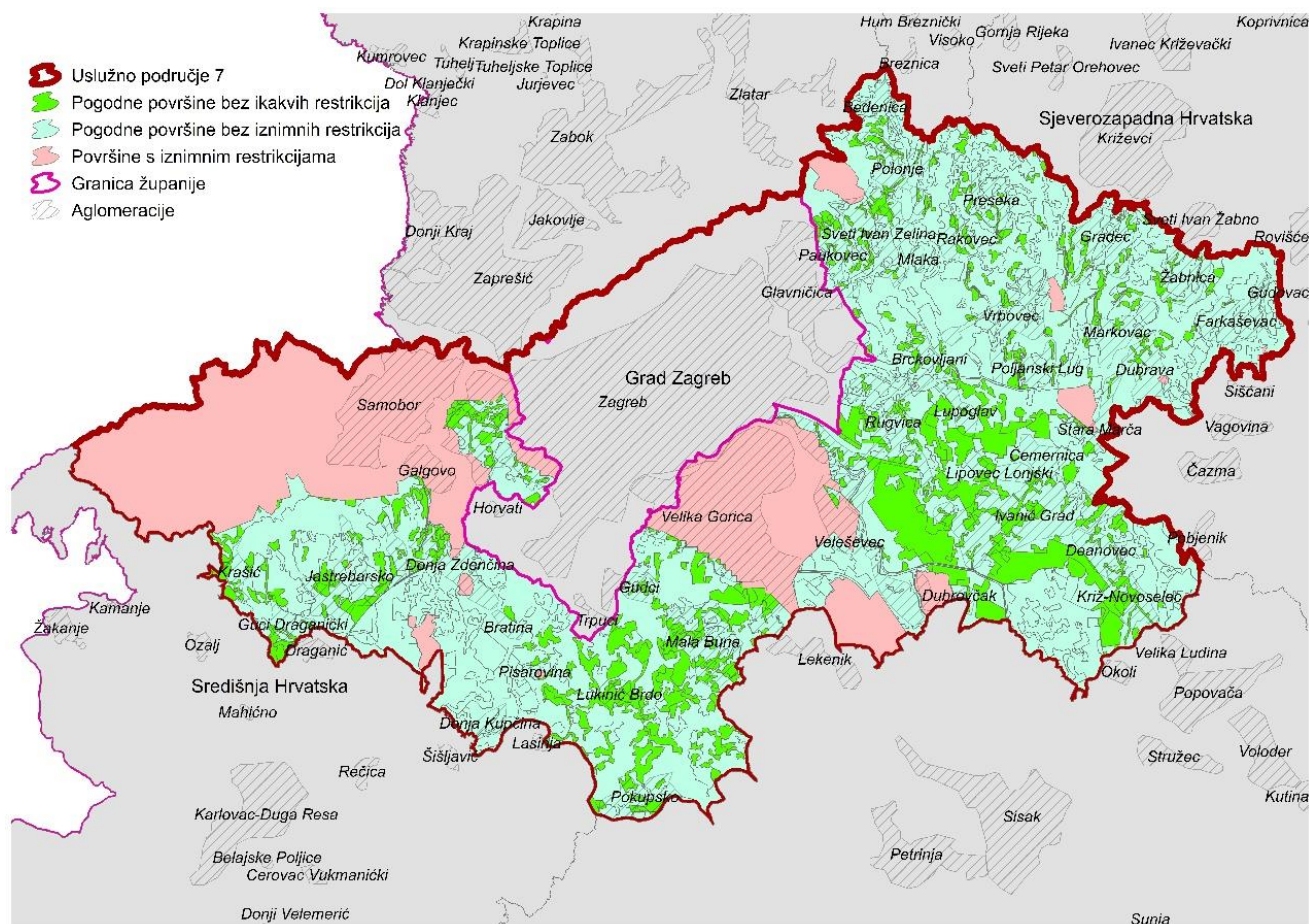 Uslužno područje 7
Pogodne površine bez ikakvih restrikcija
Pogodne površine bez iznimnih restrikcija
Površine s iznimnim restrikcijama
Granica županije
Aglomeracije
Krapina
Hum Breznički
Koprivnica
Gornja Rijeka
Visoko
Ivanec Križevački
Krapinske Toplice
Kumrovec
Tuhelj
Tuheljske Toplice
Breznica
Sveti Petar Orehovec
Dol Klanječki
Jurjevec
Klanjec
Zlatar
Bedenica
Sjeverozapadna Hrvatska
Zabok
Križevci
Polonje
Preseka
Jakovlje
Sveti Ivan Žabno
Donji Kraj
Sveti Ivan Zelina
Rakovec
Gradec
Rovišće
Paukovec
Mlaka
Zaprešić
Žabnica
Glavničica
Gudovac
Vrbovec
Farkaševac
Markovac
Brckovljani
Poljanski Lug
Dubrava
Grad Zagreb
Zagreb
Samobor
Sišćani
Lupoglav
Rugvica
Stara Marča
Vagovina
Čemernica
Galgovo
Lipovec Lonjski
Čazma
Horvati
Velika Gorica
Ivanić Grad
Veleševec
Deanovec
Pobjenik
Donja Zdenčina
Krašić
Jastrebarsko
Gudci
Dubrovčak
Križ-Novoselec
Kamanje
Žakanje
Guci Draganički
Bratina
Trpuci
Mala Buna
Ozalj
Draganić
Lekenik
Velika Ludina
Pisarovina
Okoli
Središnja Hrvatska
Lukinić Brdo
Popovača
Mahićno
Donja Kupčina
Lasinja
Šišljavić
Stružec
Voloder
Rečica
Pokupsko
Kutina
Karlovac-Duga Resa
Sisak
Petrinja
Belajske Poljice
Cerovac Vukmanićki
Donji Velemerić
Sunja